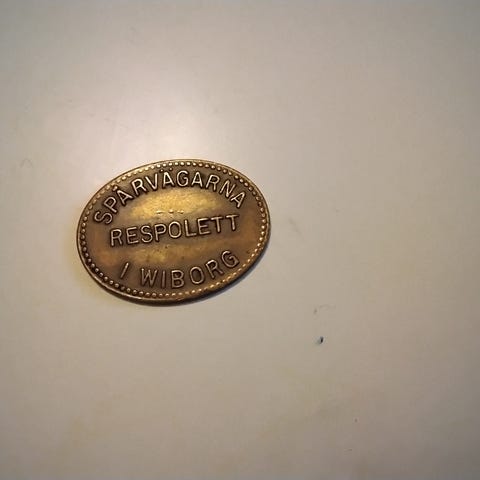 SPÅRVÄGARNA
RESPOLETT
I WIBORG